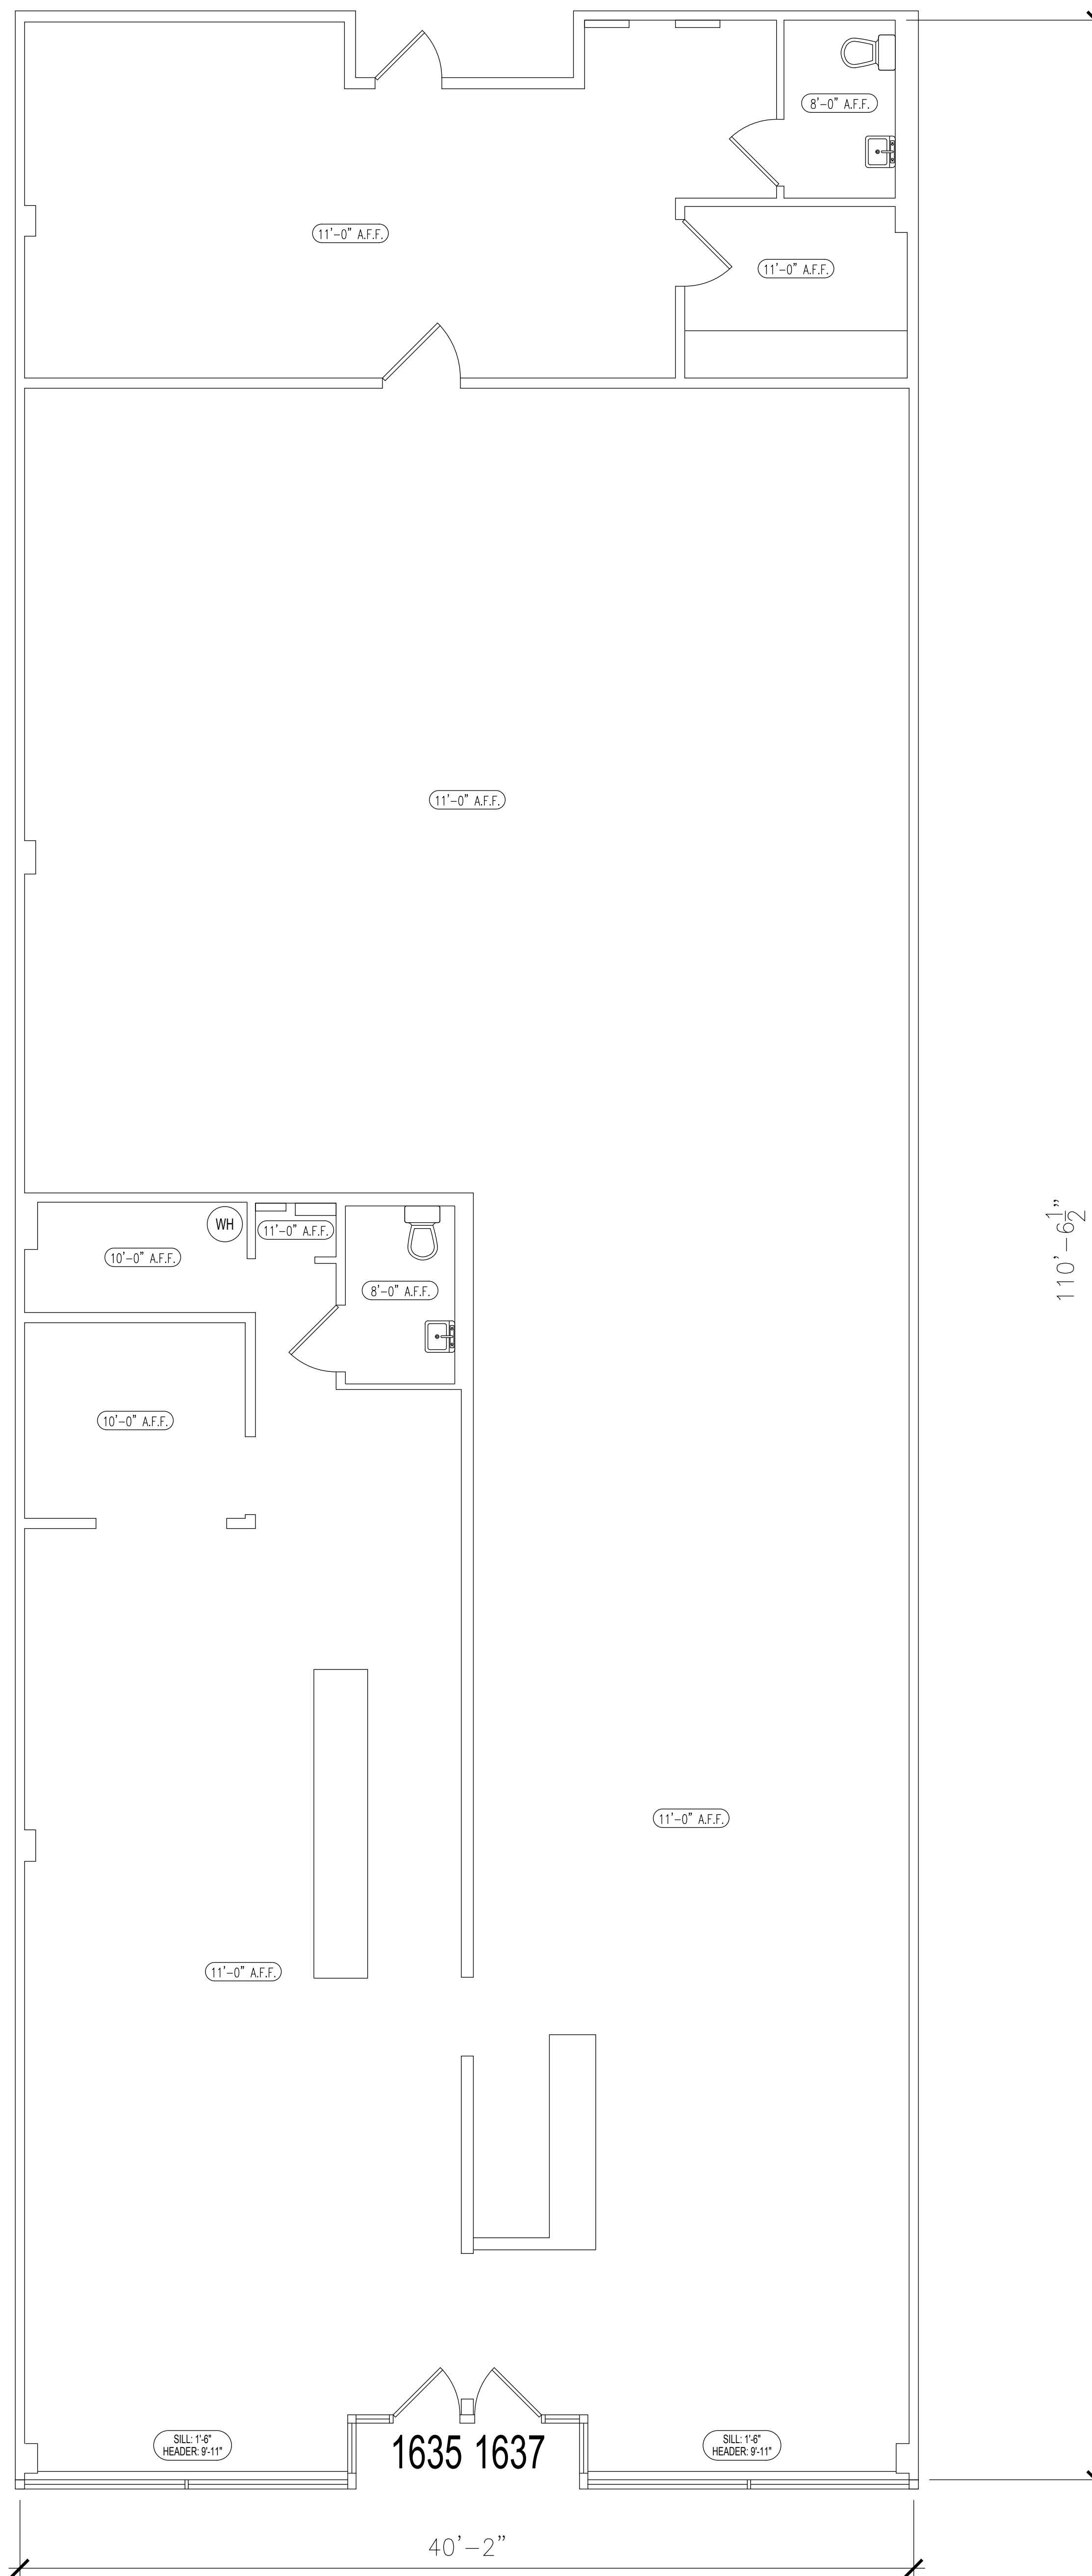 8'-0" A.F.F.
11'-0" A.F.F.
11'-0" A.F.F.
11'-0" A.F.F.
110'-6 1/2"
WH
11'-0" A.F.F.
10'-0" A.F.F.
8'-0" A.F.F.
10'-0" A.F.F.
11'-0" A.F.F.
11'-0" A.F.F.
SILL: 1'-6"
HEADER: 9'-11"
1635 1637
SILL: 1'-6"
HEADER: 9'-11"
40'-2"